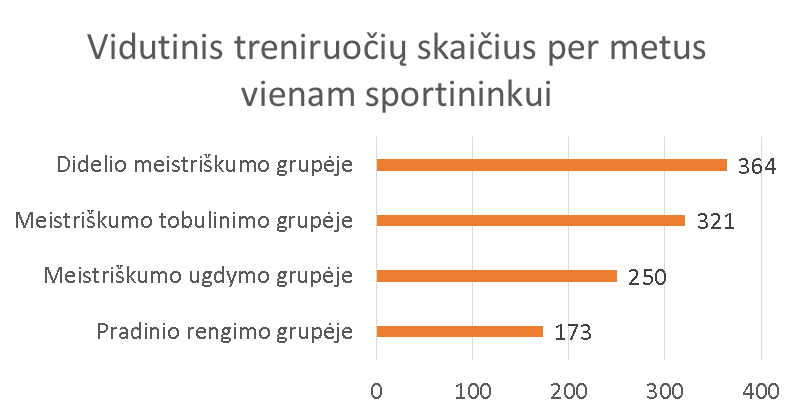 Vidutinis treniruočių skaičius per metus
vienam sportininkui
Didelio meistriškumo grupėje
364
Meistriškumo tobulinimo grupėje
321
Meistriškumo ugdymo grupėje
250
Pradinio rengimo grupėje
173
0 100 200 300 400